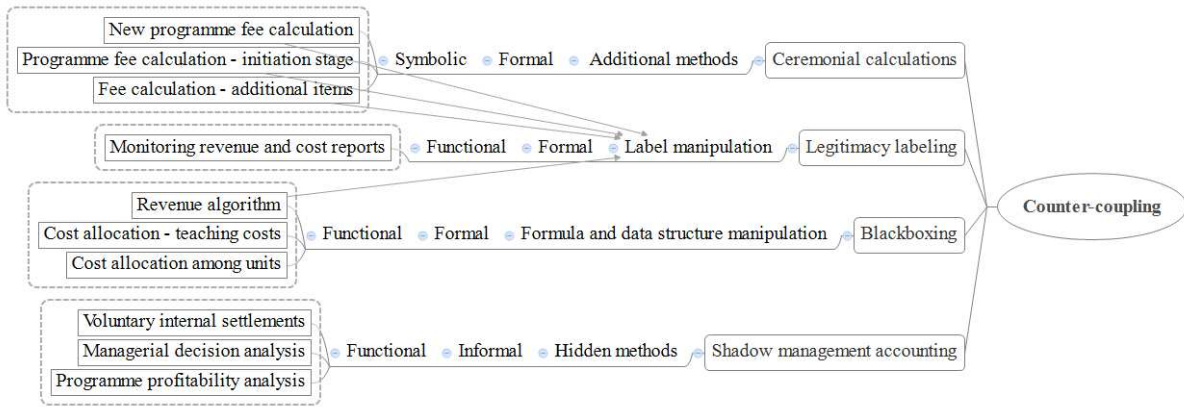 New programme fee calculation
Programme fee calculation - initiation stage
Fee calculation - additional items
Symbolic
Formal
Additional methods
Ceremonial calculations
Monitoring revenue and cost reports
Functional
Formal
Label manipulation
Legitimacy labeling
Counter-coupling
Revenue algorithm
Cost allocation - teaching costs
Cost allocation among units
Functional
Formal
Formula and data structure manipulation
Blackboxing
Voluntary internal settlements
Managerial decision analysis
Programme profitability analysis
Functional
Informal
Hidden methods
Shadow management accounting